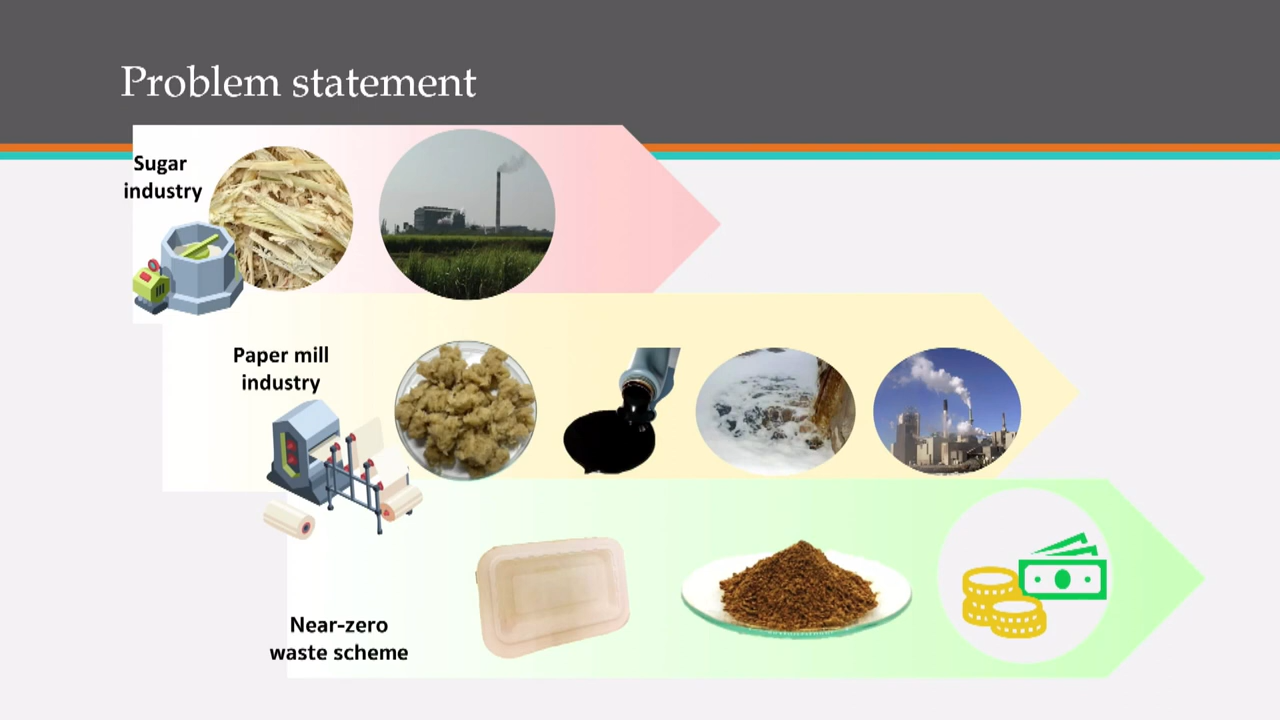 Problem statement
Sugar
industry
Paper mill
industry
Near-zero
waste scheme